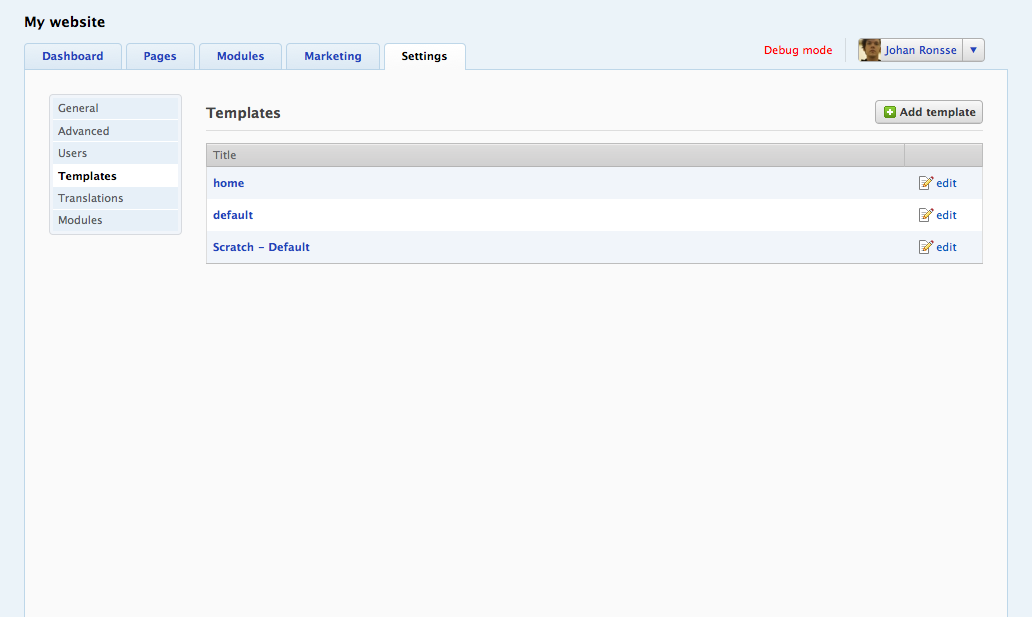 My website
Dashboard Pages Modules Marketing Settings Debug mode Johan Ronsse
General
Advanced
Users
Templates
Translations
Modules
Templates Add template
Title
home edit
default edit
Scratch – Default edit